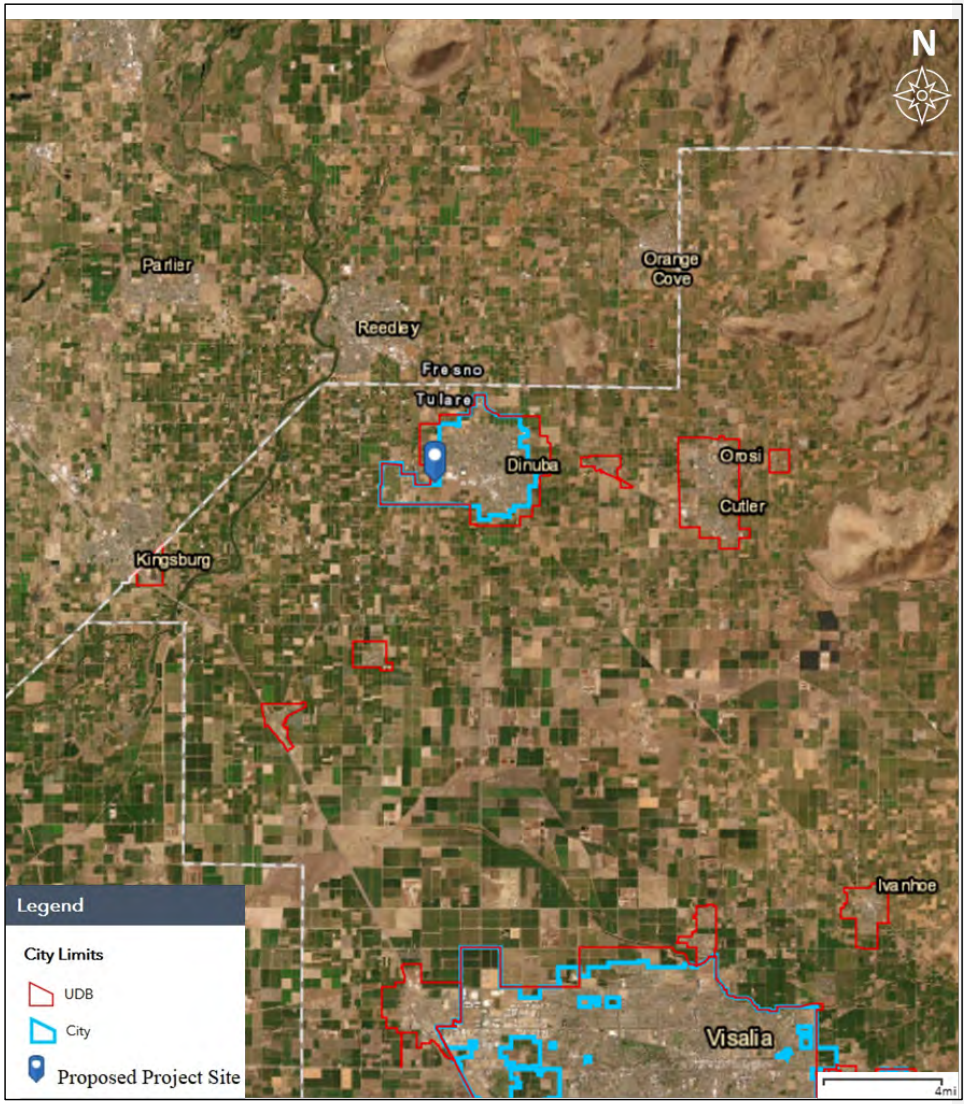 N
Parlier
Orange
Cove
Reedley
Fresno
Tulare
Dinuba
Orosi
Cutler
Kingsburg
Ivanhoe
Legend
City Limits
UDB
City
Proposed Project Site
Visalia
4mi